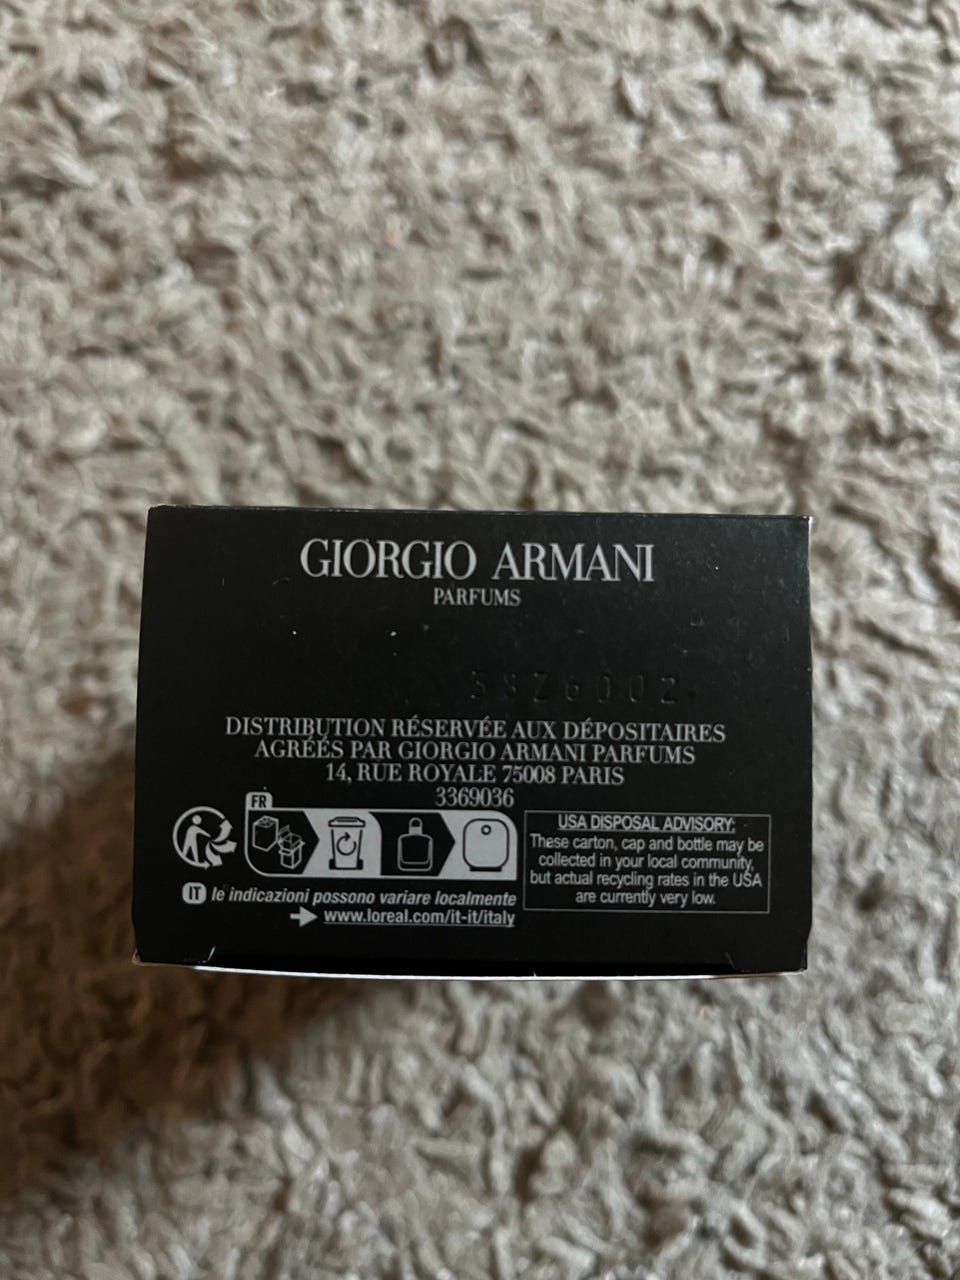 GIORGIO ARMANI
PARFUMS
DISTRIBUTION RÉSERVÉE AUX DÉPOSITAIRES
AGRÉÉS PAR GIORGIO ARMANI PARFUMS
14, RUE ROYALE 75008 PARIS
3369036
FR
IT le indicazioni possono variare localmente
www.loreal.com/it-it/italy
USA DISPOSAL ADVISORY:
These carton, cap and bottle may be
collected in your local community,
but actual recycling rates in the USA
are currently very low.